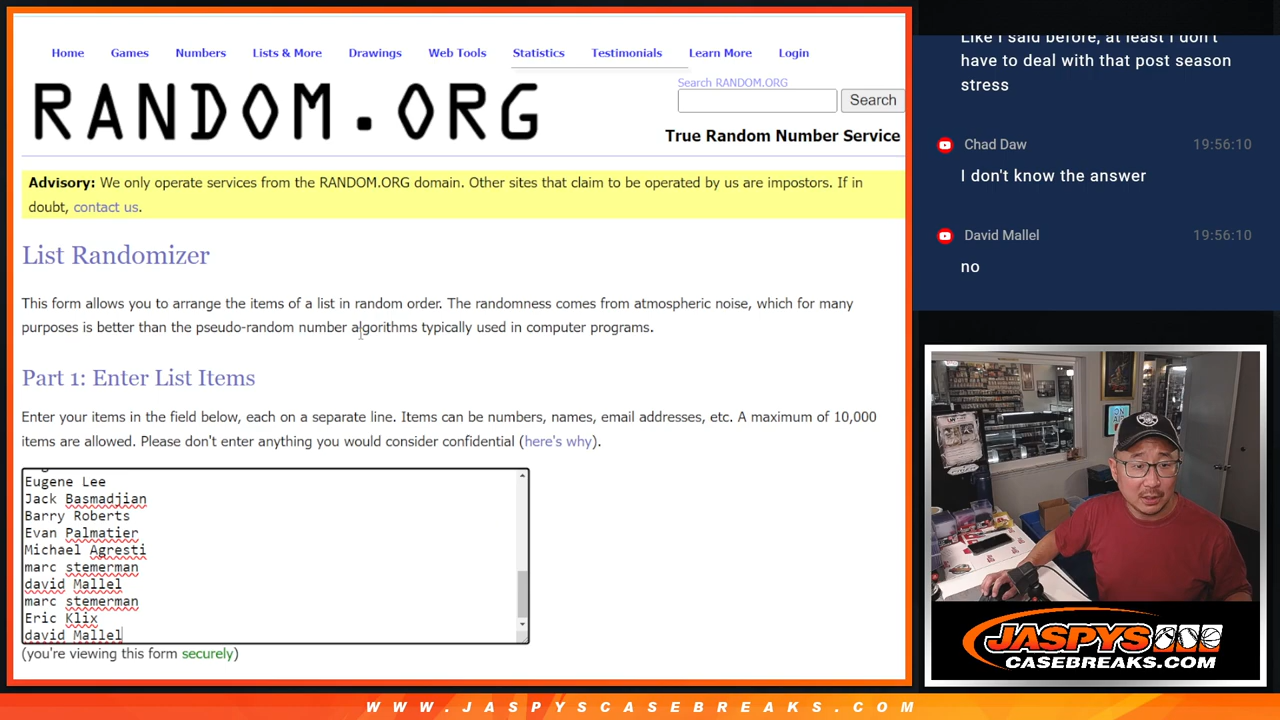 Home Games Numbers Lists & More Drawings Web Tools Statistics Testimonials Learn More Login
RANDOM.ORG
Search RANDOM.ORG
Search
True Random Number Service
Advisory: We only operate services from the RANDOM.ORG domain. Other sites that claim to be operated by us are impostors. If in
doubt, contact us.
List Randomizer
This form allows you to arrange the items of a list in random order. The randomness comes from atmospheric noise, which for many
purposes is better than the pseudo-random number algorithms typically used in computer programs.
Part 1: Enter List Items
Enter your items in the field below, each on a separate line. Items can be numbers, names, email addresses, etc. A maximum of 10,000
items are allowed. Please don't enter anything you would consider confidential (here's why).
Eugene Lee
Jack Basmadjian
Barry Roberts
Evan Palmatier
Michael Agresti
marc stemerman
david Mallel
marc stemerman
Eric Klix
david Mallel
(you're viewing this form securely)
Like I said before, at least I don't
have to deal with that post season
stress
Chad Daw 19:56:10
I don't know the answer
David Mallel 19:56:10
no
JASPYS
CASEBREAKS.COM
WWW.JASPYSCASEBREAKS.COM